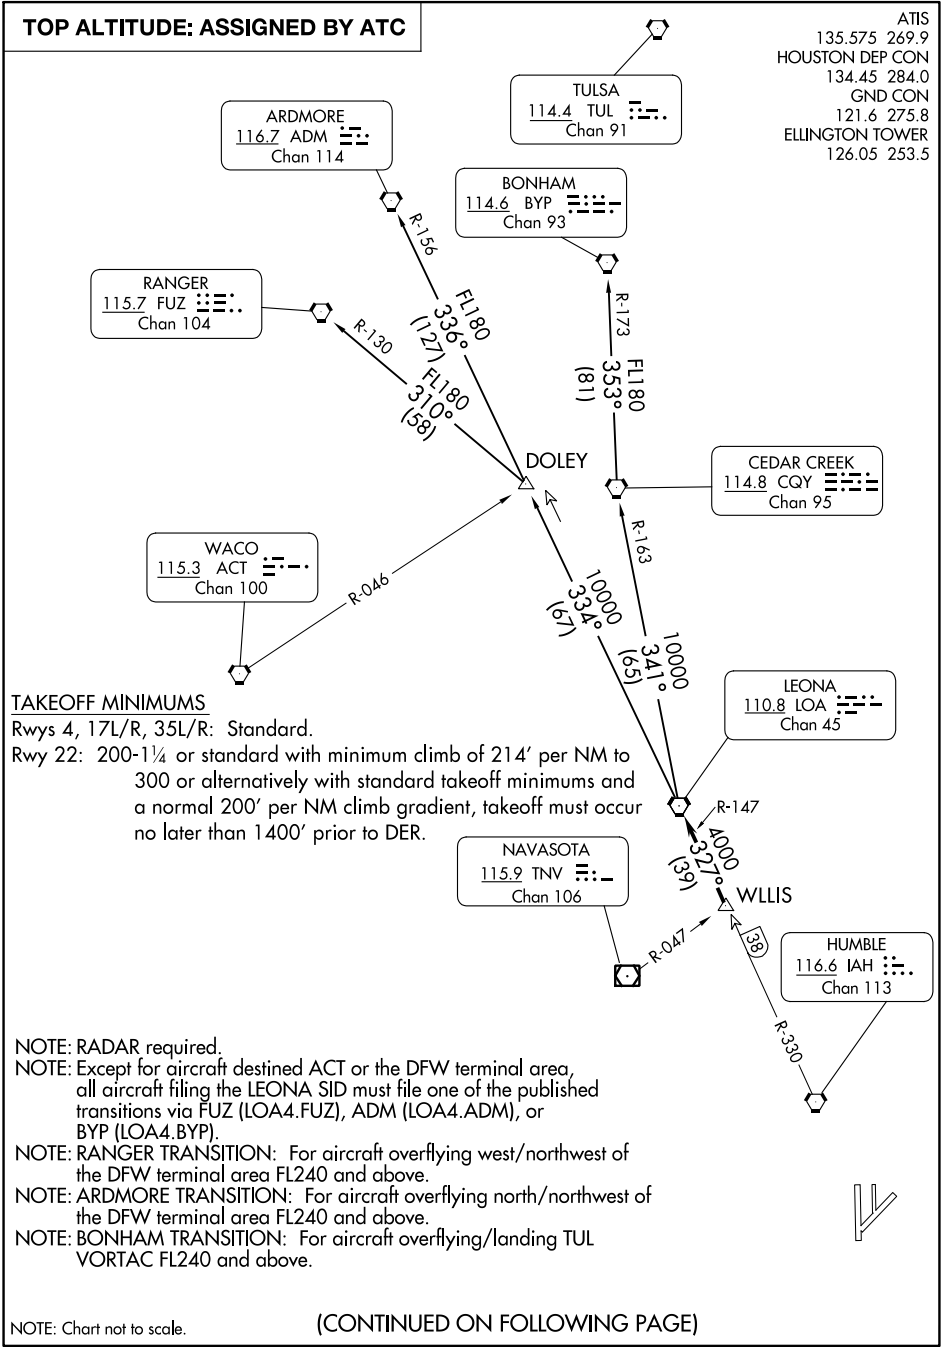 TOP ALTITUDE: ASSIGNED BY ATC
ATIS
135.575 269.9
HOUSTON DEP CON
134.45 284.0
GND CON
121.6 275.8
ELLINGTON TOWER
126.05 253.5
TULSA
114.4 TUL
Chan 91
ARDMORE
116.7 ADM
Chan 114
BONHAM
114.6 BYP
Chan 93
R-156
RANGER
115.7 FUZ
Chan 104
R-130
FL180
336°
(127)
R-173
FL180
310°
(58)
FL180
353°
(81)
DOLEY
CEDAR CREEK
114.8 CQY
Chan 95
R-163
WACO
115.3 ACT
Chan 100
R-046
10000
334°
(67)
10000
341°
(65)
LEONA
110.8 LOA
Chan 45
TAKEOFF MINIMUMS
Rwys 4, 17L/R, 35L/R: Standard.
Rwy 22: 200-1¼ or standard with minimum climb of 214' per NM to
300 or alternatively with standard takeoff minimums and
a normal 200' per NM climb gradient, takeoff must occur
no later than 1400' prior to DER.
R-147
4000
327°
(39)
NAVASOTA
115.9 TNV
Chan 106
WLLIS
R-047
38
HUMBLE
116.6 IAH
Chan 113
R-330
NOTE: RADAR required.
NOTE: Except for aircraft destined ACT or the DFW terminal area,
all aircraft filing the LEONA SID must file one of the published
transitions via FUZ (LOA4.FUZ), ADM (LOA4.ADM), or
BYP (LOA4.BYP).
NOTE: RANGER TRANSITION: For aircraft overflying west/northwest of
the DFW terminal area FL240 and above.
NOTE: ARDMORE TRANSITION: For aircraft overflying north/northwest of
the DFW terminal area FL240 and above.
NOTE: BONHAM TRANSITION: For aircraft overflying/landing TUL
VORTAC FL240 and above.
NOTE: Chart not to scale.
(CONTINUED ON FOLLOWING PAGE)